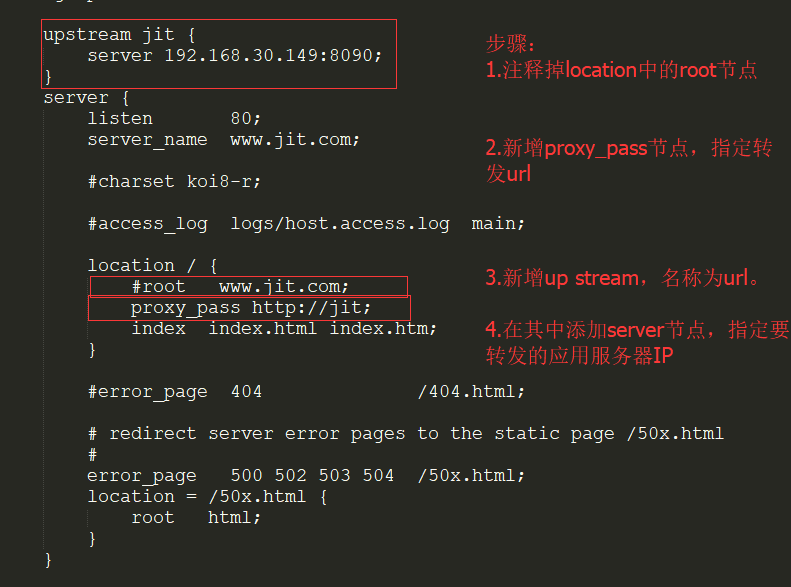 upstream jit {
server 192.168.30.149:8090;
}
server {
listen 80;
server_name www.jit.com;
#charset koi8-r;
#access_log logs/host.access.log main;
location / {
#root www.jit.com;
proxy_pass http://jit;
index index.html index.htm;
}
#error_page 404 /404.html;
# redirect server error pages to the static page /50x.html
#
error_page 500 502 503 504 /50x.html;
location = /50x.html {
root html;
}
}
步骤:
1.注释掉location中的root节点
2.新增proxy_pass节点，指定转
发url
3.新增up stream，名称为url。
4.在其中添加server节点，指定要
转发的应用服务器IP